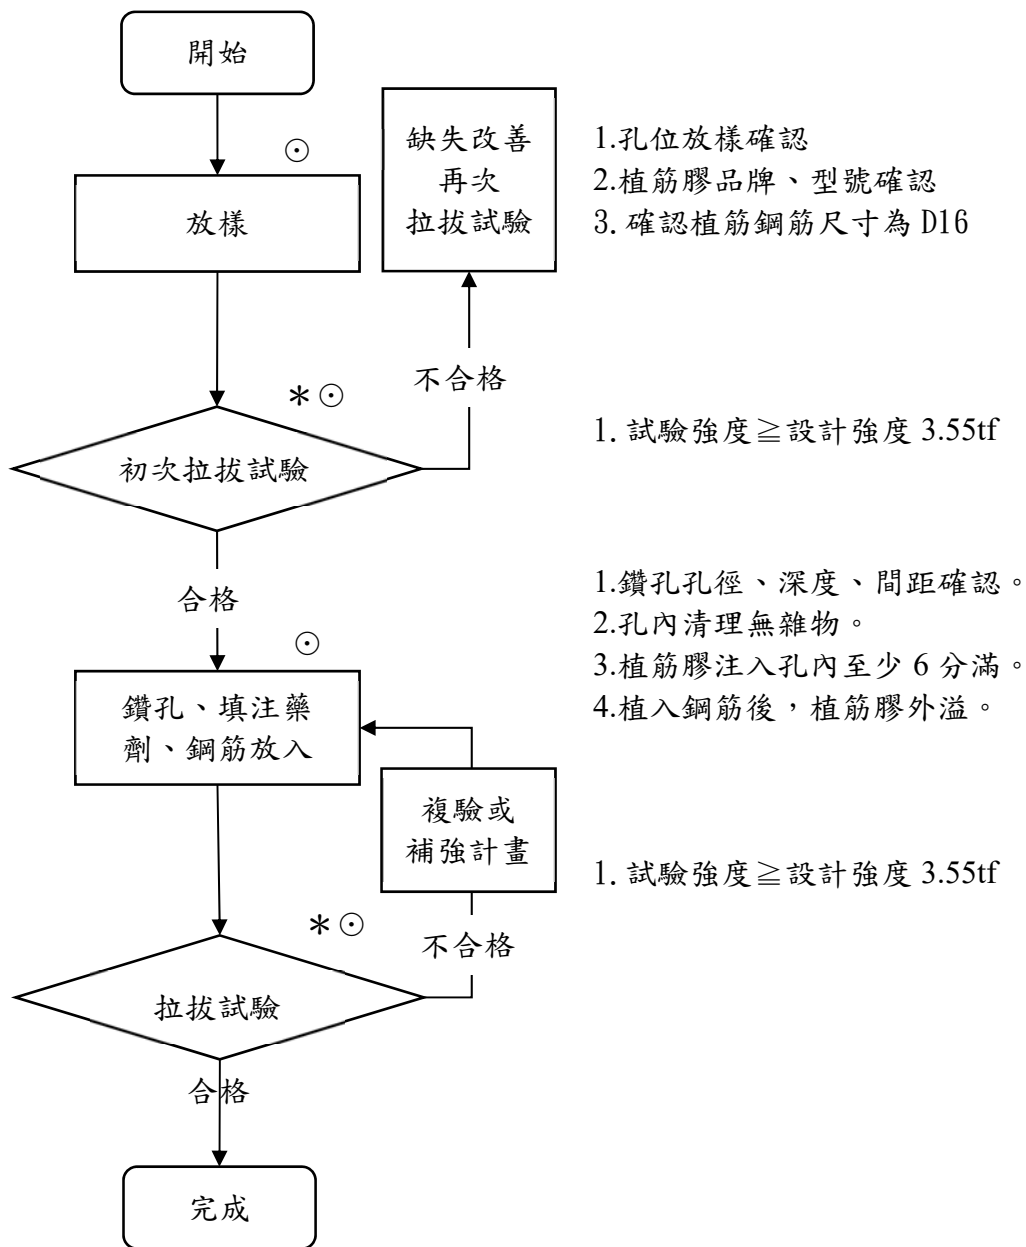 開始
⊙
放樣
缺失改善
再次
拉拔試驗
1.孔位放樣確認
2.植筋膠品牌、型號確認
3. 確認植筋鋼筋尺寸為 D16
不合格
＊⊙
初次拉拔試驗
1. 試驗強度≧設計強度 3.55tf
合格
⊙
鑽孔、填注藥
劑、鋼筋放入
1.鑽孔孔徑、深度、間距確認。
2.孔內清理無雜物。
3.植筋膠注入孔內至少 6 分滿。
4.植入鋼筋後，植筋膠外溢。
複驗或
補強計畫
1. 試驗強度≧設計強度 3.55tf
＊⊙
不合格
拉拔試驗
合格
完成